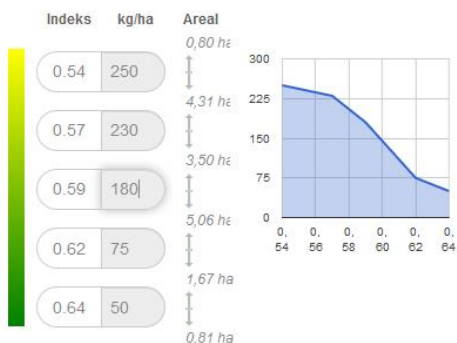 Indeks kg/ha Areal
0,80 ha
0.54 250
4,31 ha
0.57 230
3,50 ha
0.59 180
5,06 ha
0.62 75
1,67 ha
0.64 50
0.81 ha
300
225
150
75
0
0, 0, 0, 0, 0, 0,
54 56 58 60 62 64